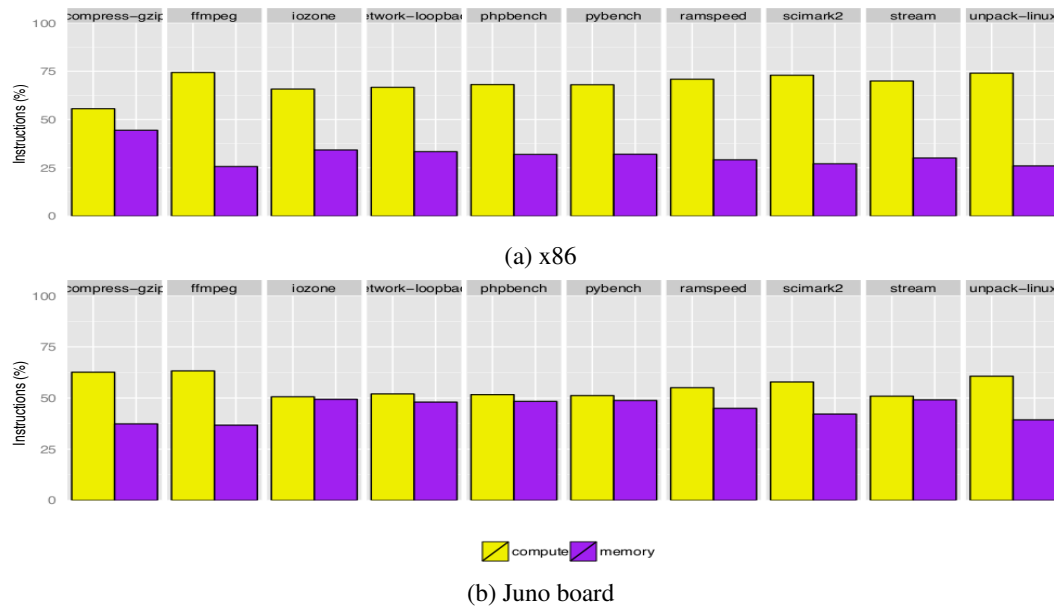 compress-gzip ffmpeg iozone etwork-loopbac phpbench pybench ramspeed scimark2 stream unpack-linux
100
75
50
25
0
Instructions (%)
(a) x86
compress-gzip ffmpeg iozone etwork-loopbac phpbench pybench ramspeed scimark2 stream unpack-linux
100
75
50
25
0
Instructions (%)
compute memory
(b) Juno board